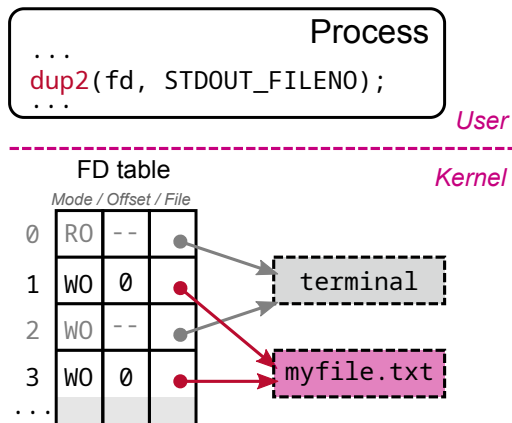 Process
...
dup2(fd, STDOUT_FILENO);
...
User
Kernel
FD table
Mode / Offset / File
0 RO --
1 WO 0
2 WO --
3 WO 0
...
terminal
myfile.txt